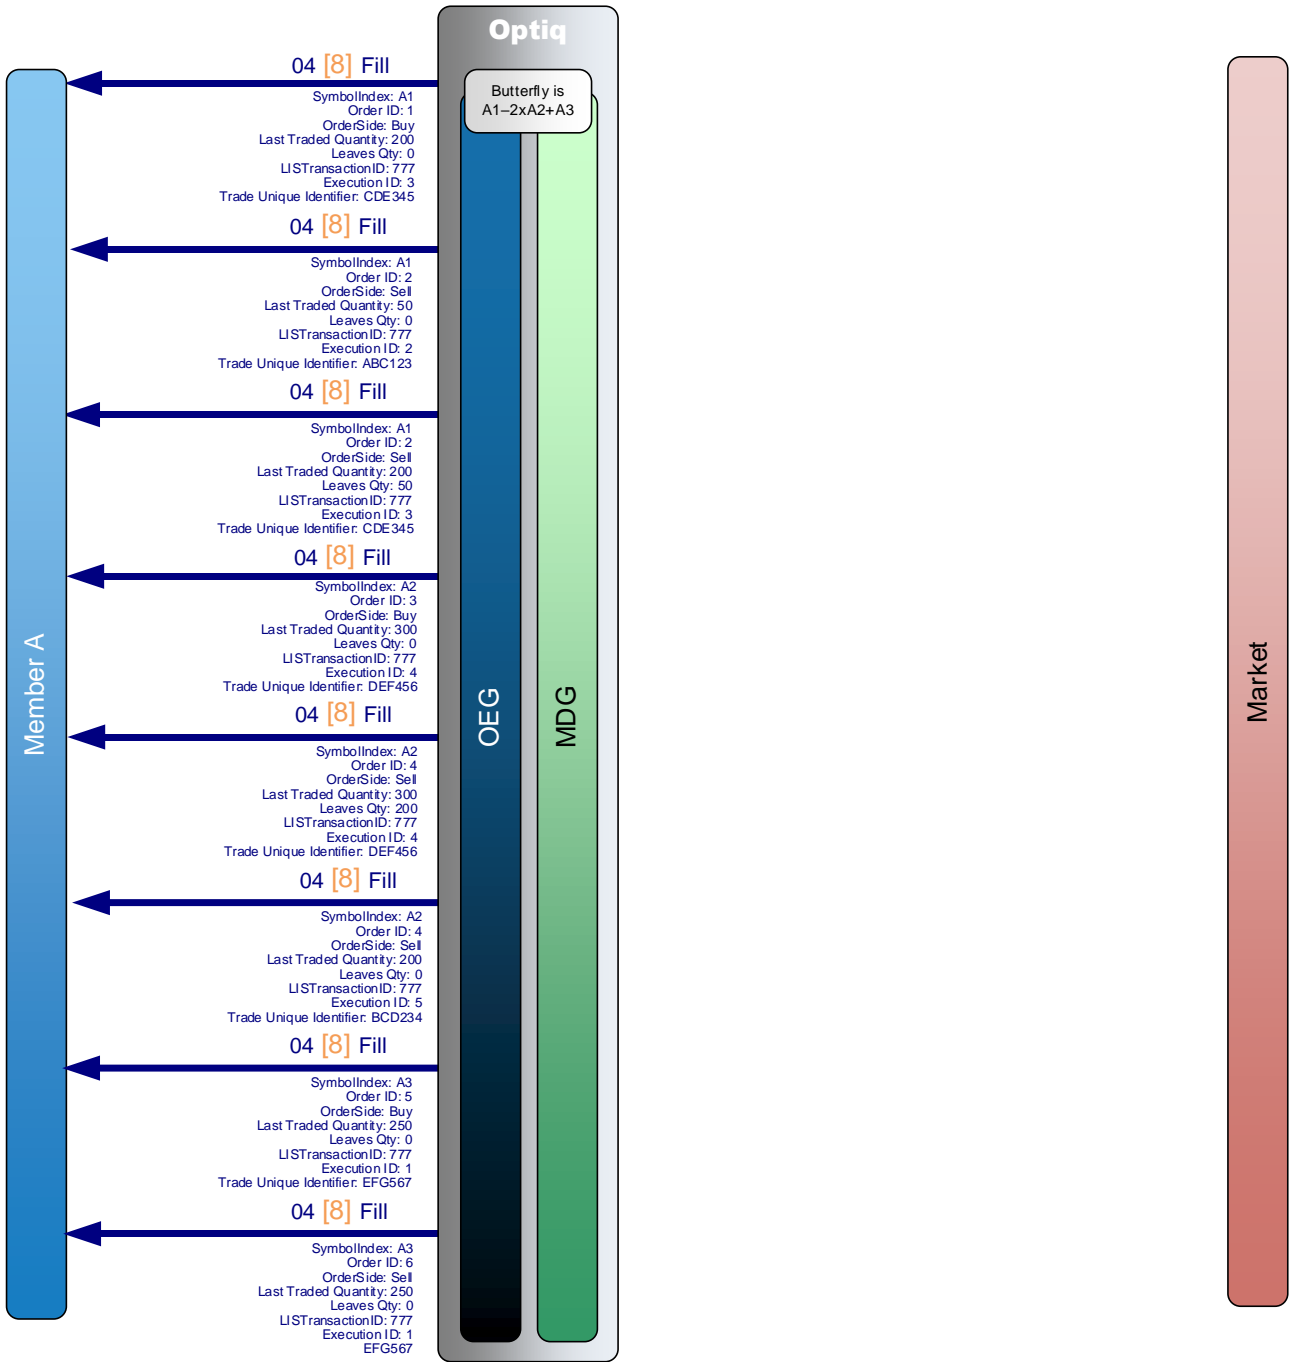 Optiq
Butterfly is
A1–2xA2+A3
04 [8] Fill
SymbolIndex: A1
Order ID: 1
OrderSide: Buy
Last Traded Quantity: 200
Leaves Qty: 0
LISTransactionID: 777
Execution ID: 3
Trade Unique Identifier: CDE345
04 [8] Fill
SymbolIndex: A1
Order ID: 2
OrderSide: Sell
Last Traded Quantity: 50
Leaves Qty: 0
LISTransactionID: 777
Execution ID: 2
Trade Unique Identifier: ABC123
04 [8] Fill
SymbolIndex: A1
Order ID: 2
OrderSide: Sell
Last Traded Quantity: 200
Leaves Qty: 50
LISTransactionID: 777
Execution ID: 3
Trade Unique Identifier: CDE345
04 [8] Fill
SymbolIndex: A2
Order ID: 3
OrderSide: Buy
Last Traded Quantity: 300
Leaves Qty: 0
LISTransactionID: 777
Execution ID: 4
Trade Unique Identifier: DEF456
04 [8] Fill
SymbolIndex: A2
Order ID: 4
OrderSide: Sell
Last Traded Quantity: 300
Leaves Qty: 200
LISTransactionID: 777
Execution ID: 4
Trade Unique Identifier: DEF456
04 [8] Fill
SymbolIndex: A2
Order ID: 4
OrderSide: Sell
Last Traded Quantity: 200
Leaves Qty: 0
LISTransactionID: 777
Execution ID: 5
Trade Unique Identifier: BCD234
04 [8] Fill
SymbolIndex: A3
Order ID: 5
OrderSide: Buy
Last Traded Quantity: 250
Leaves Qty: 0
LISTransactionID: 777
Execution ID: 1
Trade Unique Identifier: EFG567
04 [8] Fill
SymbolIndex: A3
Order ID: 6
OrderSide: Sell
Last Traded Quantity: 250
Leaves Qty: 0
LISTransactionID: 777
Execution ID: 1
EFG567
Member A
OEG
MDG
Market